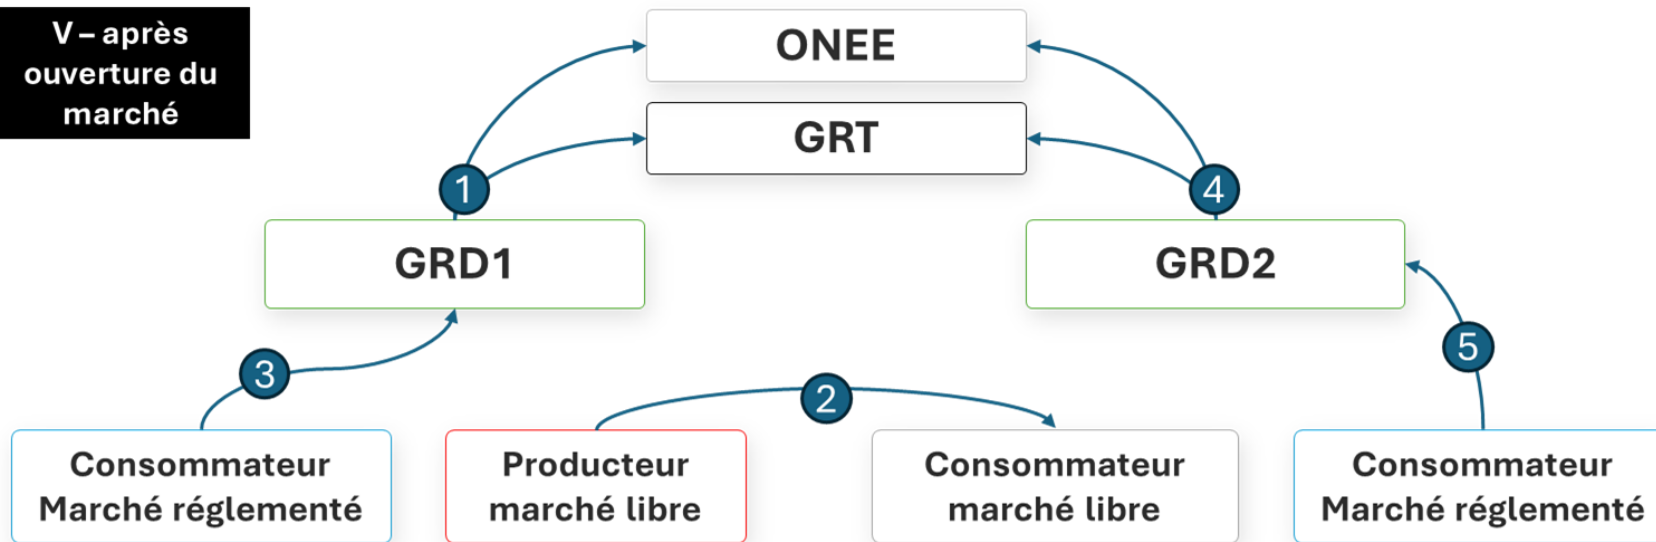 V – après
ouverture du
marché
ONEE
GRT
1
4
GRD1
GRD2
3
2
5
Consommateur
Marché réglementé
Producteur
marché libre
Consommateur
marché libre
Consommateur
Marché réglementé